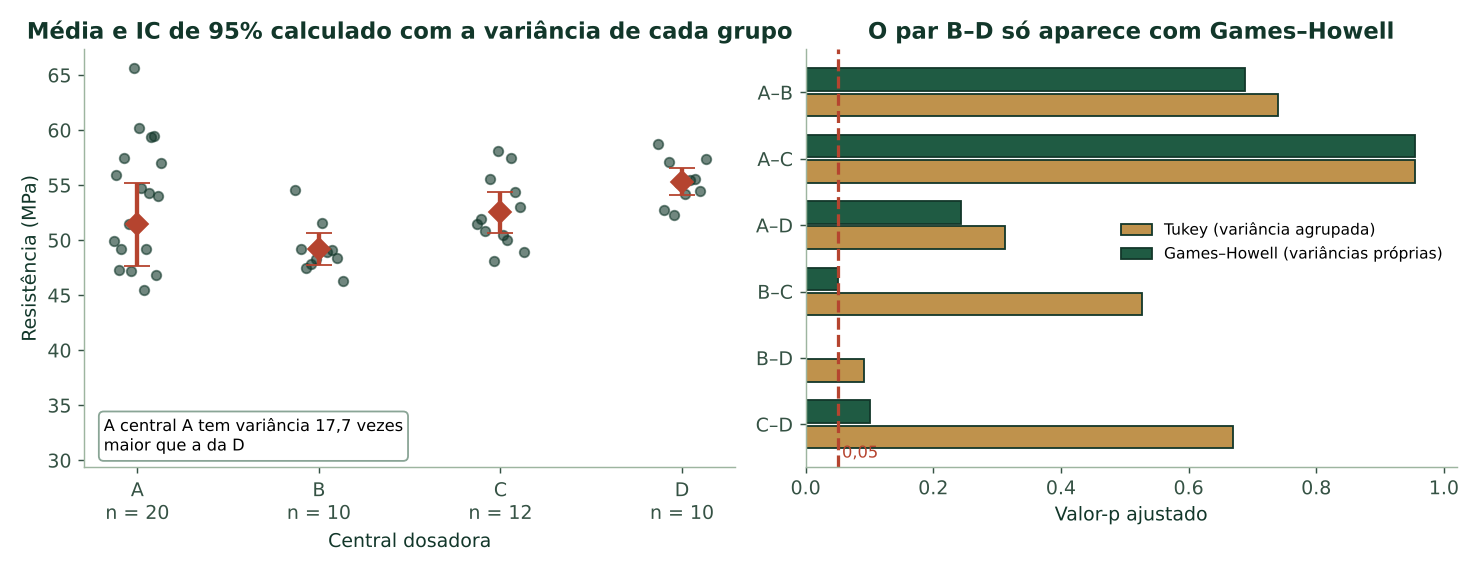 Média e IC de 95% calculado com a variância de cada grupo
65
60
55
50
45
40
35
30
Resistência (MPa)
A central A tem variância 17,7 vezes
maior que a da D
A
n = 20
B
n = 10
C
n = 12
D
n = 10
Central dosadora
O par B–D só aparece com Games–Howell
A–B
A–C
A–D
B–C
B–D
C–D
Tukey (variância agrupada)
Games–Howell (variâncias próprias)
0,05
0.0
0.2
0.4
0.6
0.8
1.0
Valor-p ajustado